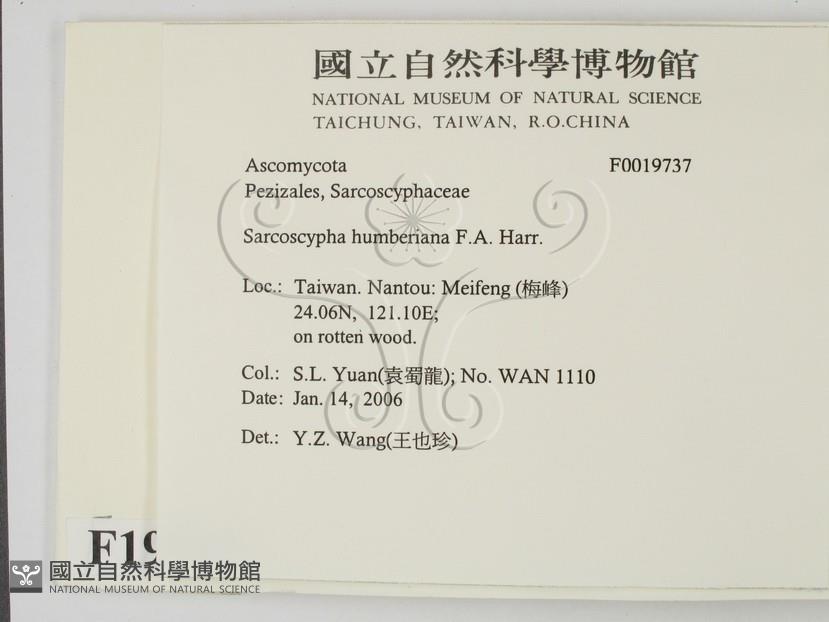 國立自然科學博物館
NATIONAL MUSEUM OF NATURAL SCIENCE
TAICHUNG, TAIWAN, R.O.CHINA
Ascomycota F0019737
Pezizales, Sarcoscyphaceae
Sarcoscypha humberiana F.A. Harr.
Loc.: Taiwan. Nantou: Meifeng (梅峰)
24.06N, 121.10E;
on rotten wood.
Col.: S.L. Yuan(袁蜀龍); No. WAN 1110
Date: Jan. 14, 2006
Det.: Y.Z. Wang(王也珍)
F19
國立自然科學博物館
NATIONAL MUSEUM OF NATURAL SCIENCE